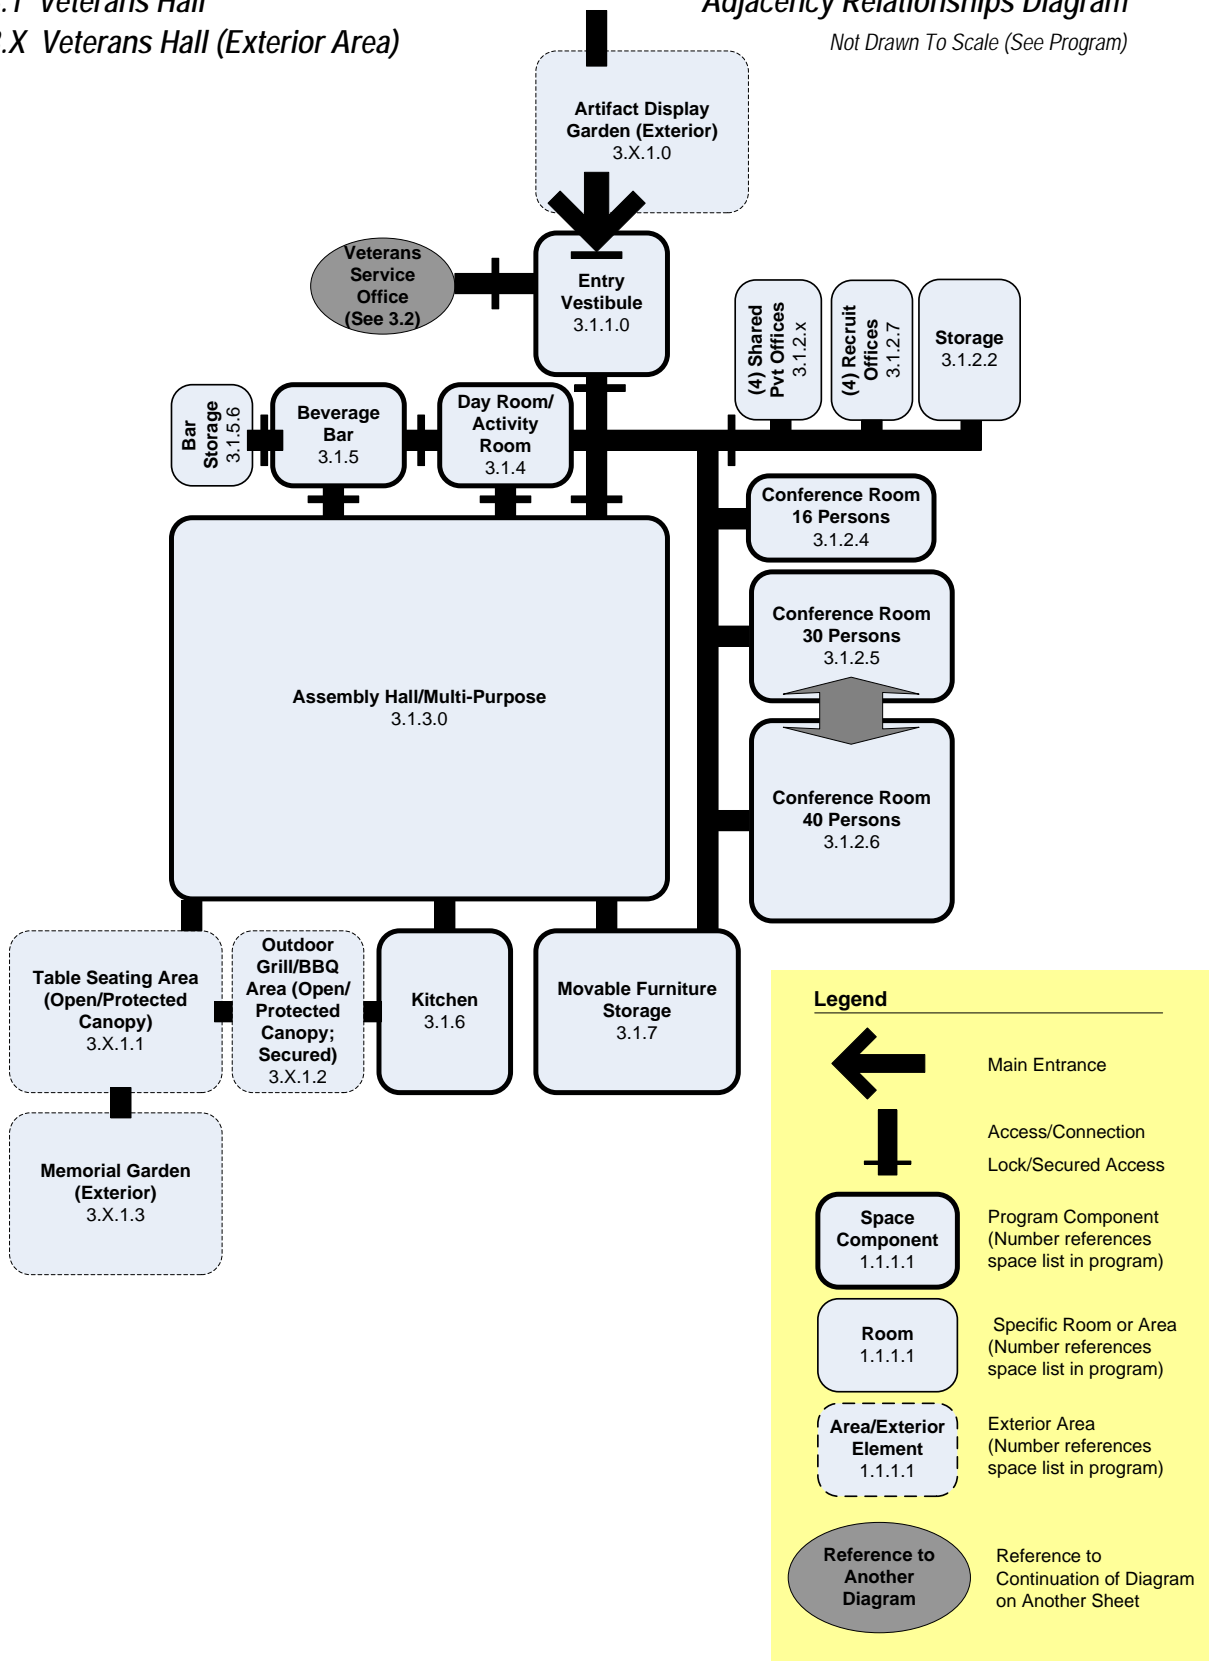 .1 Veterans Hall
Adjacency Relationships Diagram
.X Veterans Hall (Exterior Area)
Not Drawn To Scale (See Program)
Artifact Display
Garden (Exterior)
3.X.1.0
Veterans
Service
Office
(See 3.2)
Entry
Vestibule
3.1.1.0
(4) Shared
Pvt Offices
3.1.2.x
(4) Recruit
Offices
3.1.2.7
Storage
3.1.2.2
Bar
Storage
3.1.5.6
Beverage
Bar
3.1.5
Day Room/
Activity
Room
3.1.4
Conference Room
16 Persons
3.1.2.4
Conference Room
30 Persons
3.1.2.5
Assembly Hall/Multi-Purpose
3.1.3.0
Conference Room
40 Persons
3.1.2.6
Table Seating Area
(Open/Protected
Canopy)
3.X.1.1
Outdoor
Grill/BBQ
Area (Open/
Protected
Canopy;
Secured)
3.X.1.2
Kitchen
3.1.6
Movable Furniture
Storage
3.1.7
Memorial Garden
(Exterior)
3.X.1.3
Legend
Main Entrance
Access/Connection
Lock/Secured Access
Space
Component
1.1.1.1
Program Component
(Number references
space list in program)
Room
1.1.1.1
Specific Room or Area
(Number references
space list in program)
Area/Exterior
Element
1.1.1.1
Exterior Area
(Number references
space list in program)
Reference to
Another
Diagram
Reference to
Continuation of Diagram
on Another Sheet